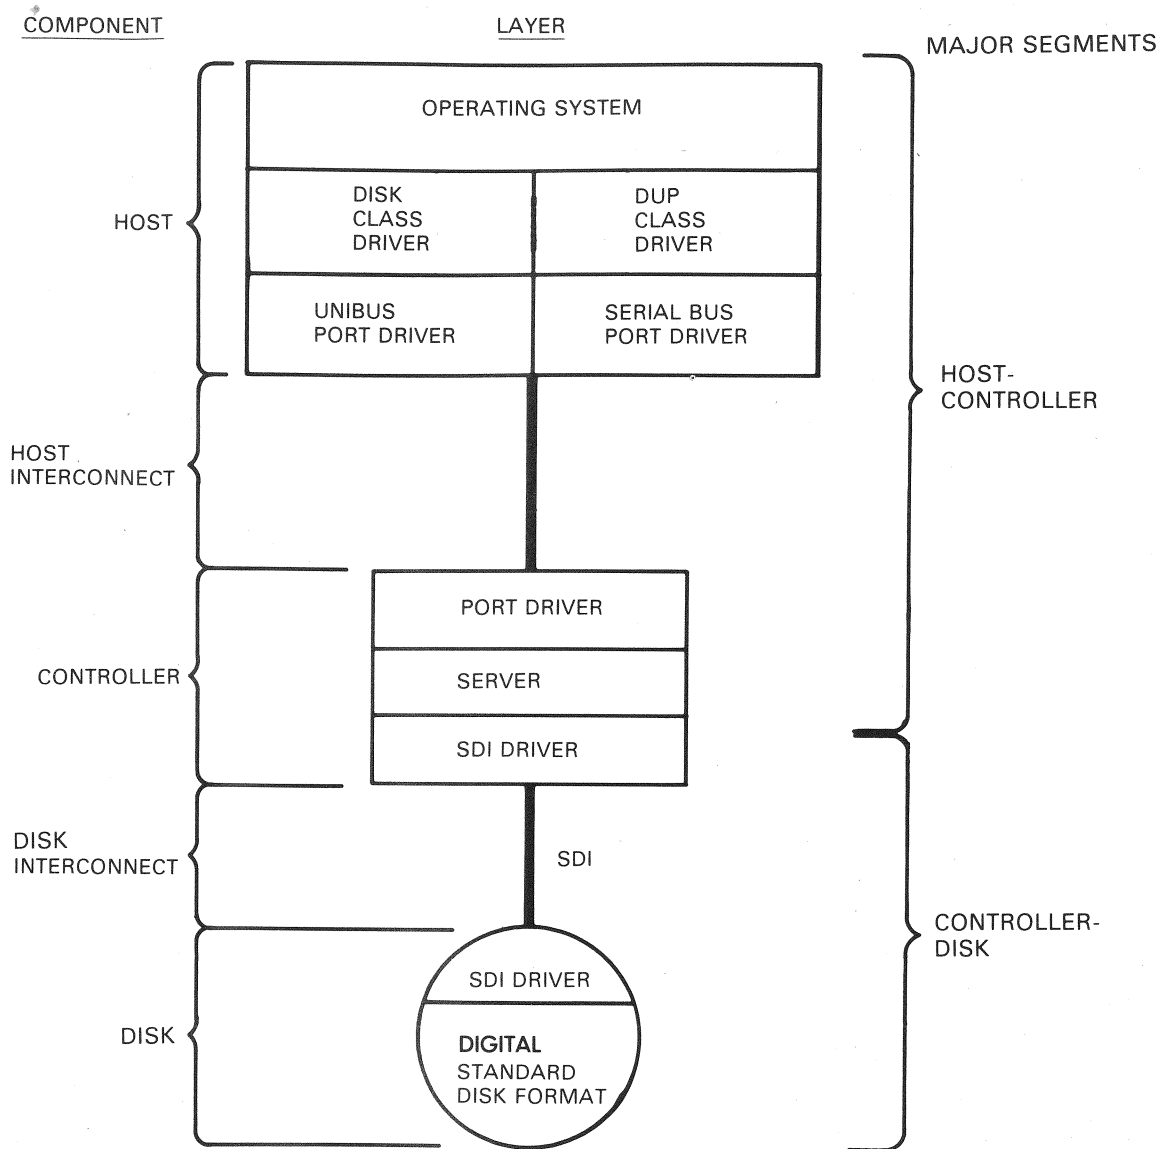 COMPONENT
LAYER
MAJOR SEGMENTS
OPERATING SYSTEM
HOST
DISK
CLASS
DRIVER
DUP
CLASS
DRIVER
UNIBUS
PORT DRIVER
SERIAL BUS
PORT DRIVER
HOST-
CONTROLLER
HOST
INTERCONNECT
PORT DRIVER
CONTROLLER
SERVER
SDI DRIVER
DISK
INTERCONNECT
SDI
CONTROLLER-
DISK
SDI DRIVER
DISK
DIGITAL
STANDARD
DISK FORMAT